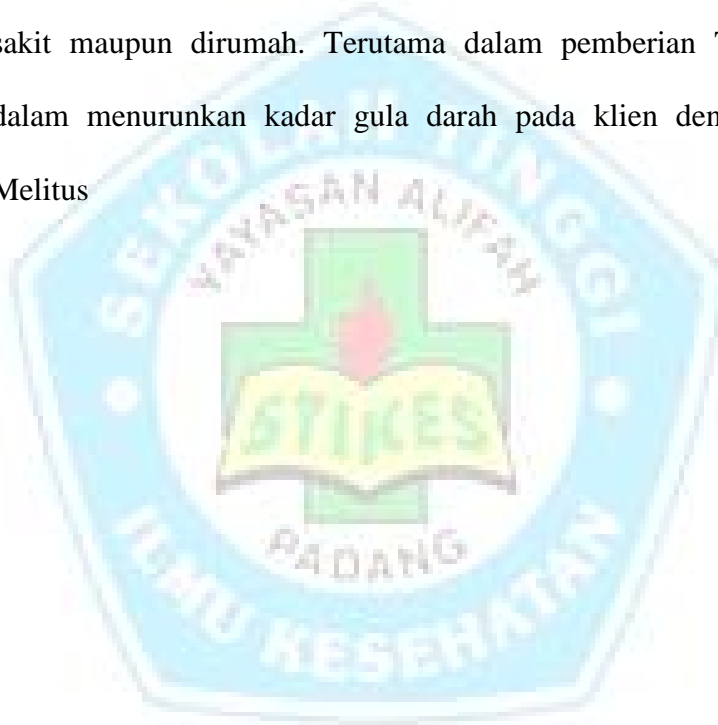 sakit maupun dirumah. Terutama dalam pemberian
dalam menurunkan kadar gula darah pada klien
Melitus
SEKOLAH TINGGI
YAYASAN ALIFAH
STIKES
PADANG
ILMU KESEHATAN